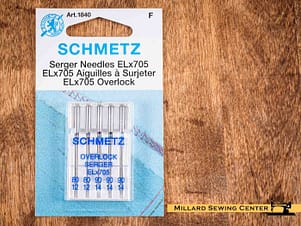 Art.1840 F
SCHMETZ
Serger Needles ELx705
ELx705 Aiguilles à Surjeter
ELx705 Overlock
SCHMETZ
OVERLOCK
SERGER
ELx705
80 80 90 90 90
12 12 14 14 14
MILLARD SEWING CENTER